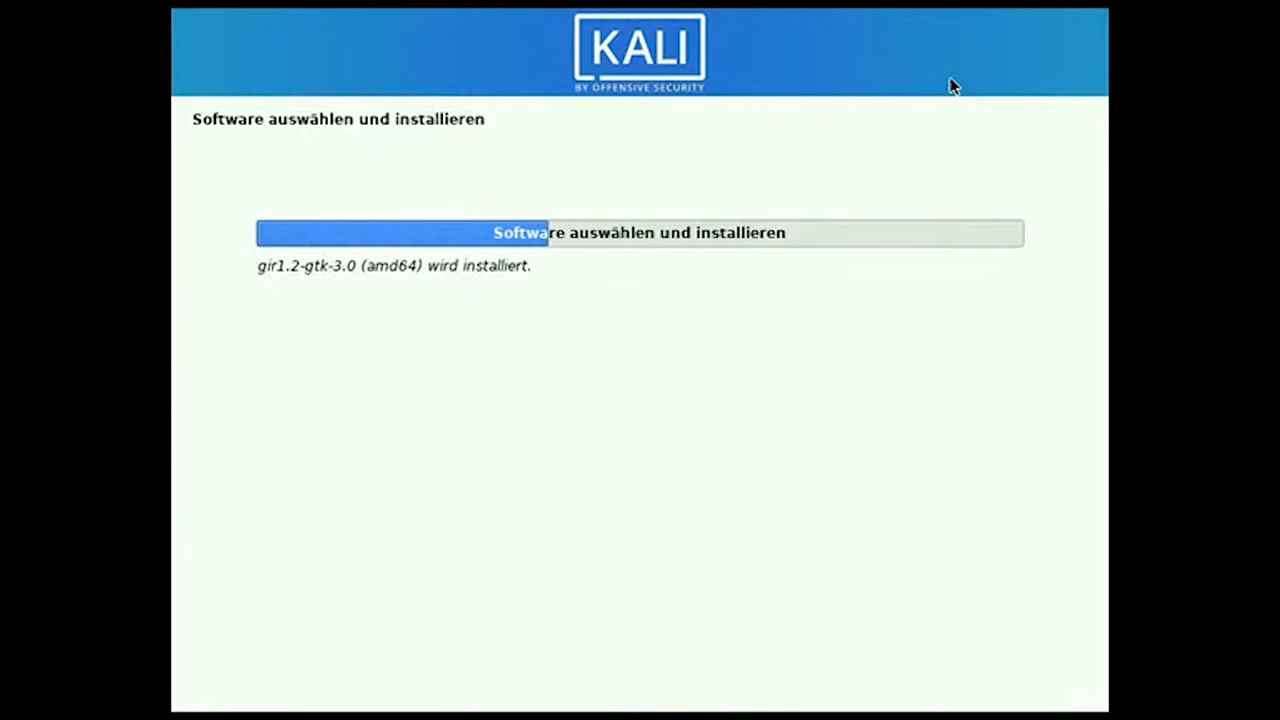 KALI
BY OFFENSIVE SECURITY
Software auswählen und installieren
Software auswählen und installieren
gir1.2-gtk-3.0 (amd64) wird installiert.